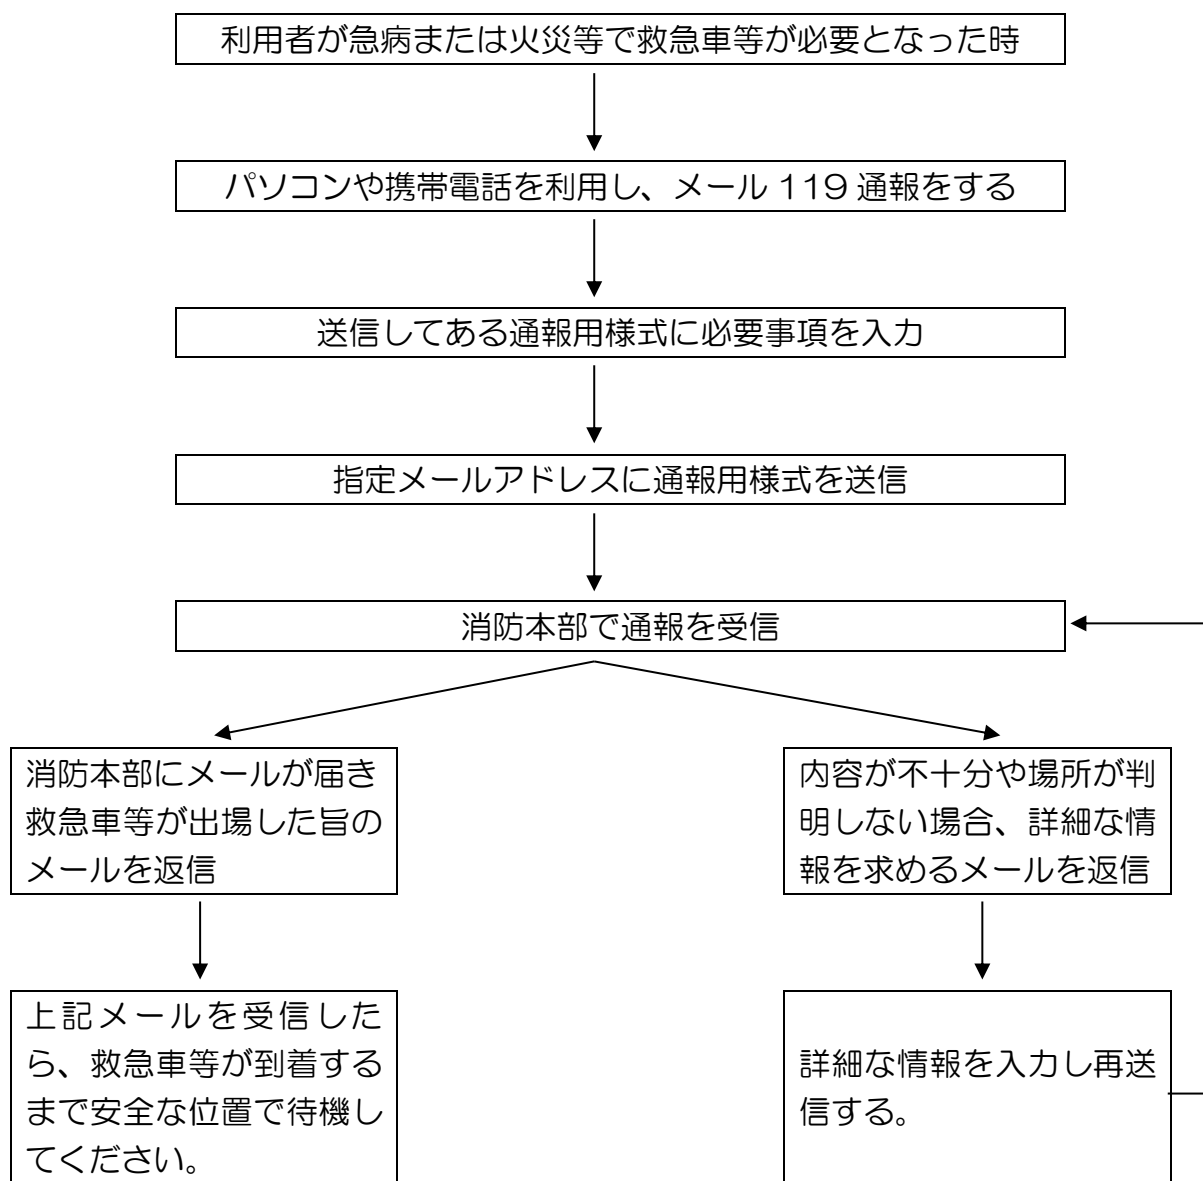 利用者が急病または火災等で救急車等が必要となった時
パソコンや携帯電話を利用し、メール 119 通報をする
送信してある通報用様式に必要事項を入力
指定メールアドレスに通報用様式を送信
消防本部で通報を受信
消防本部にメールが届き
救急車等が出場した旨の
メールを返信
内容が不十分や場所が判
明しない場合、詳細な情
報を求めるメールを返信
上記メールを受信した
ら、救急車等が到着する
まで安全な位置で待機し
てください。
詳細な情報を入力し再送
信する。